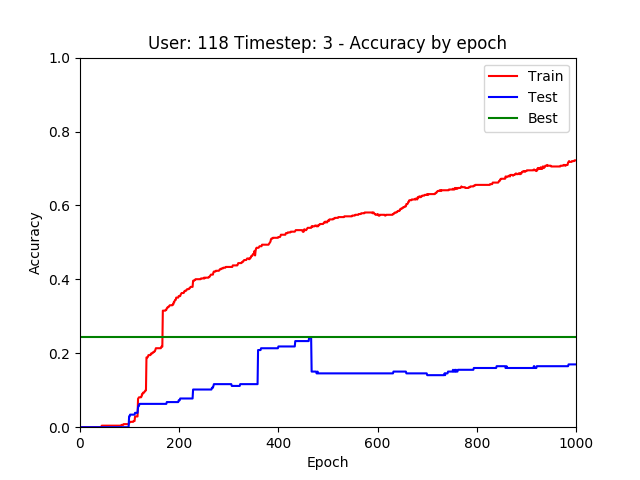 User: 118 Timestep: 3 - Accuracy by epoch
1.0
0.8
0.6
0.4
0.2
0.0
Accuracy
Train
Test
Best
0 200 400 600 800 1000
Epoch